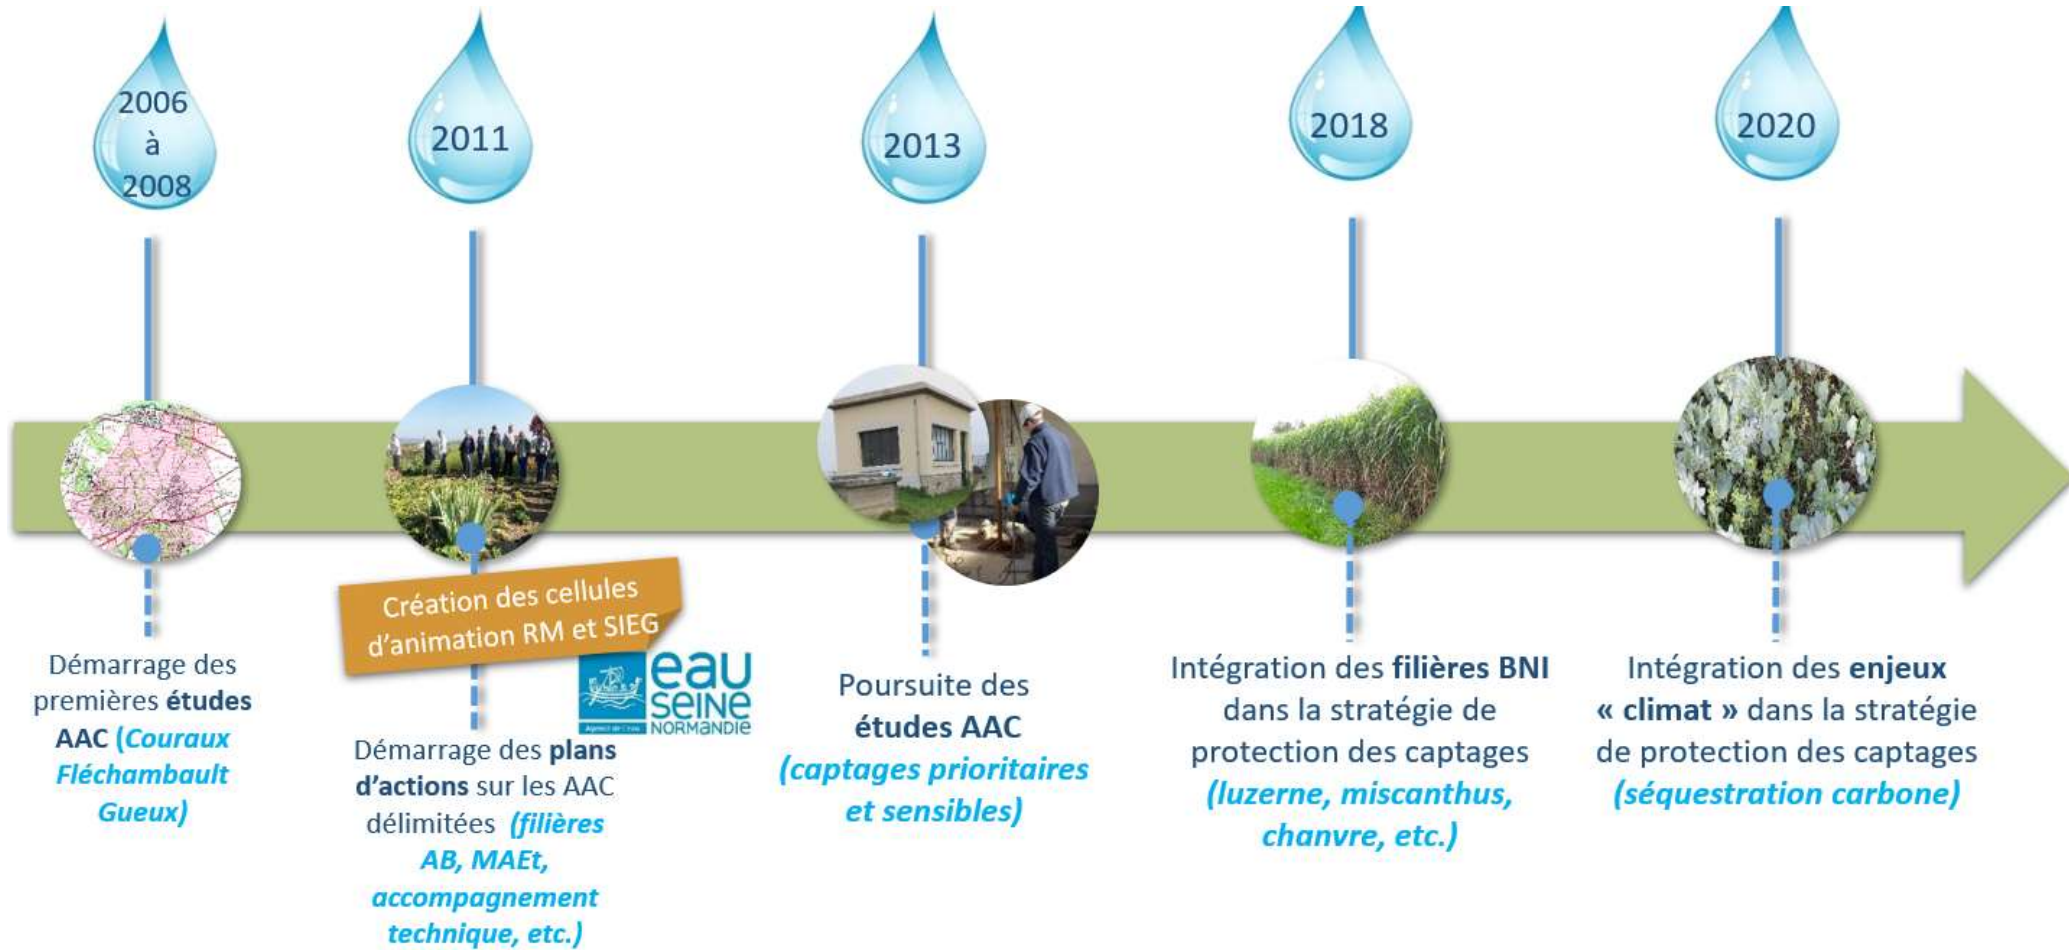 2006
à
2008
2011
2013
2018
2020
Création des cellules
d'animation RM et SIEG
eau
seine
NORMANDIE
Démarrage des
premières études
AAC (Couraux
Fléchambault
Gueux)
Démarrage des plans
d'actions sur les AAC
délimitées (filières
AB, MAEt,
accompagnement
technique, etc.)
Poursuite des
études AAC
(captages prioritaires
et sensibles)
Intégration des filières BNI
dans la stratégie de
protection des captages
(luzerne, miscanthus,
chanvre, etc.)
Intégration des enjeux
« climat » dans la stratégie
de protection des captages
(séquestration carbone)